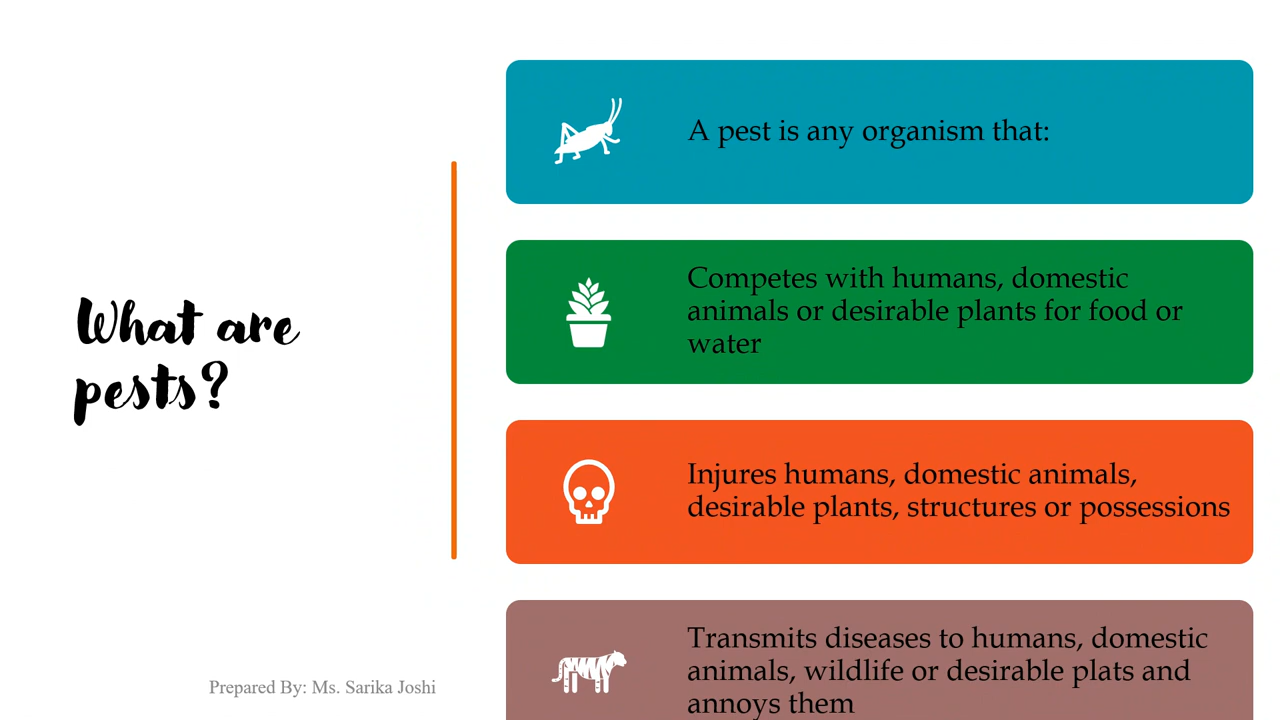 What are
pests?
A pest is any organism that:
Competes with humans, domestic
animals or desirable plants for food or
water
Injures humans, domestic animals,
desirable plants, structures or possessions
Transmits diseases to humans, domestic
animals, wildlife or desirable plats and
annoys them
Prepared By: Ms. Sarika Joshi